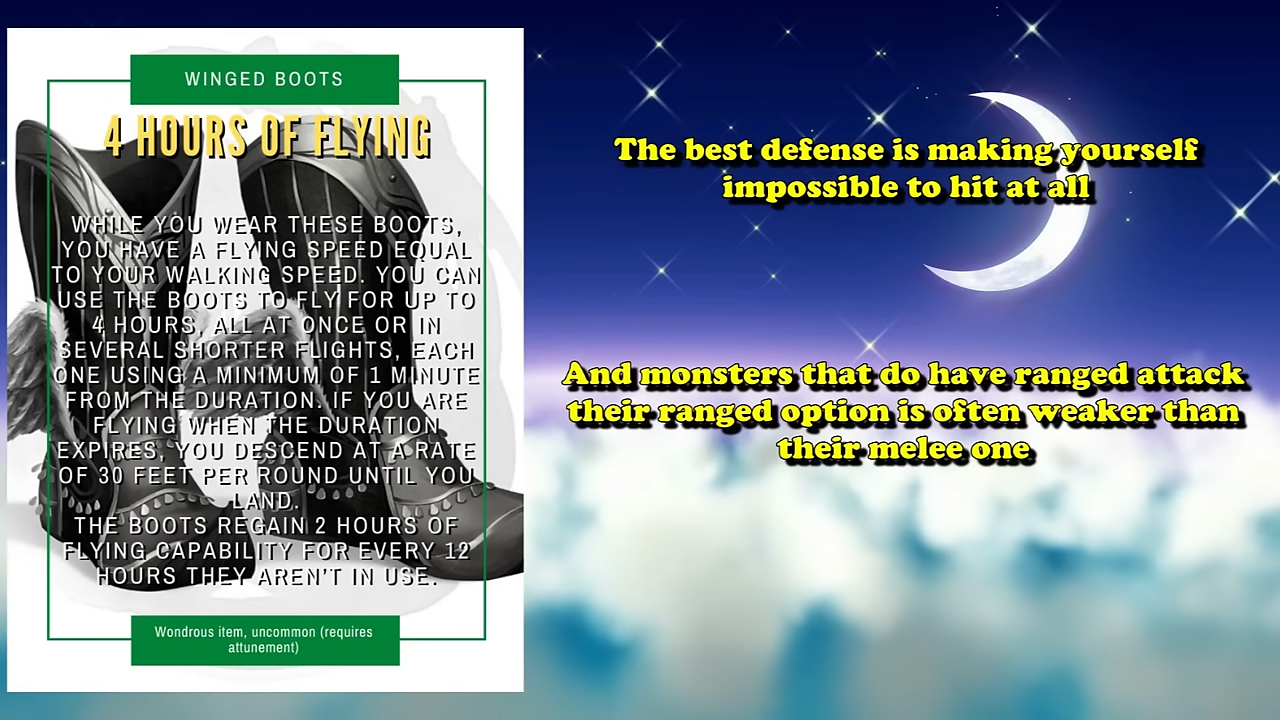 WINGED BOOTS
4 HOURS OF FLYING
WHILE YOU WEAR THESE BOOTS,
YOU HAVE A FLYING SPEED EQUAL
TO YOUR WALKING SPEED. YOU CAN
USE THE BOOTS TO FLY FOR UP TO
4 HOURS, ALL AT ONCE OR IN
SEVERAL SHORTER FLIGHTS, EACH
ONE USING A MINIMUM OF 1 MINUTE
FROM THE DURATION. IF YOU ARE
FLYING WHEN THE DURATION
EXPIRES, YOU DESCEND AT A RATE
OF 30 FEET PER ROUND UNTIL YOU
LAND.
THE BOOTS REGAIN 2 HOURS OF
FLYING CAPABILITY FOR EVERY 12
HOURS THEY AREN'T IN USE.
Wondrous item, uncommon (requires
attunement)
The best defense is making yourself
impossible to hit at all
And monsters that do have ranged attack
their ranged option is often weaker than
their melee one